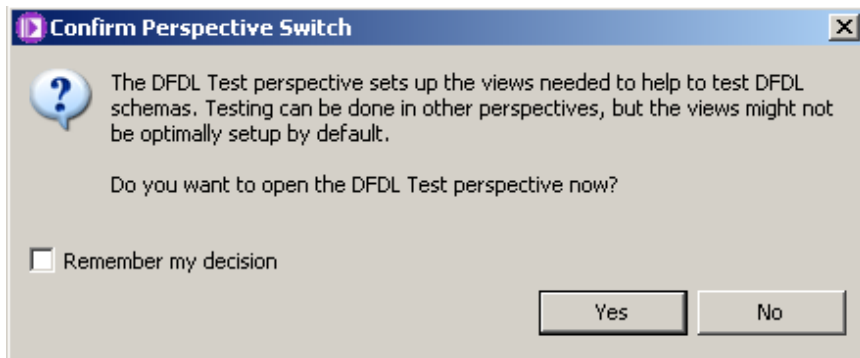 Confirm Perspective Switch
The DFDL Test perspective sets up the views needed to help to test DFDL
schemas. Testing can be done in other perspectives, but the views might not
be optimally setup by default.
Do you want to open the DFDL Test perspective now?
Remember my decision
Yes No